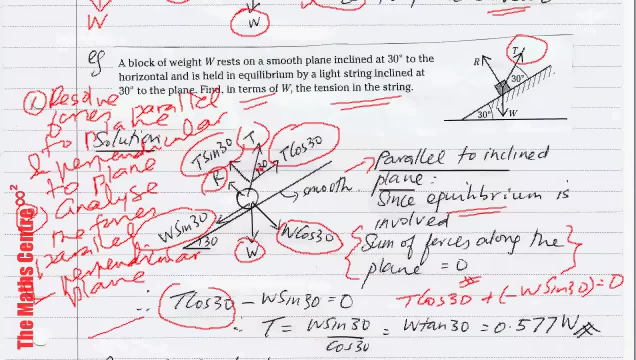 W
W
eg A block of weight W rests on a smooth plane inclined at 30° to the
horizontal and is held in equilibrium by a light string inclined at
30° to the plane. Find, in terms of W, the tension in the string.
R
T
30°
30°
W
① Resolve
forces parallel
to plane
& perpendicular
to plane
analyse
the forces
parallel
perpendicular
plane
Solution
Tsin30
T
Tcos30
R
30
smooth
Wsin30
30
W
Wcos30
Parallel to inclined
plane:
Since equilibrium is
involved
{Sum of forces along the
plane = 0}
∴ Tcos30 - Wsin30 = 0
Tcos30 + (-Wsin30) = 0
∴ T = Wsin30/cos30 = Wtan30 = 0.577W
The Maths Centre ∞²